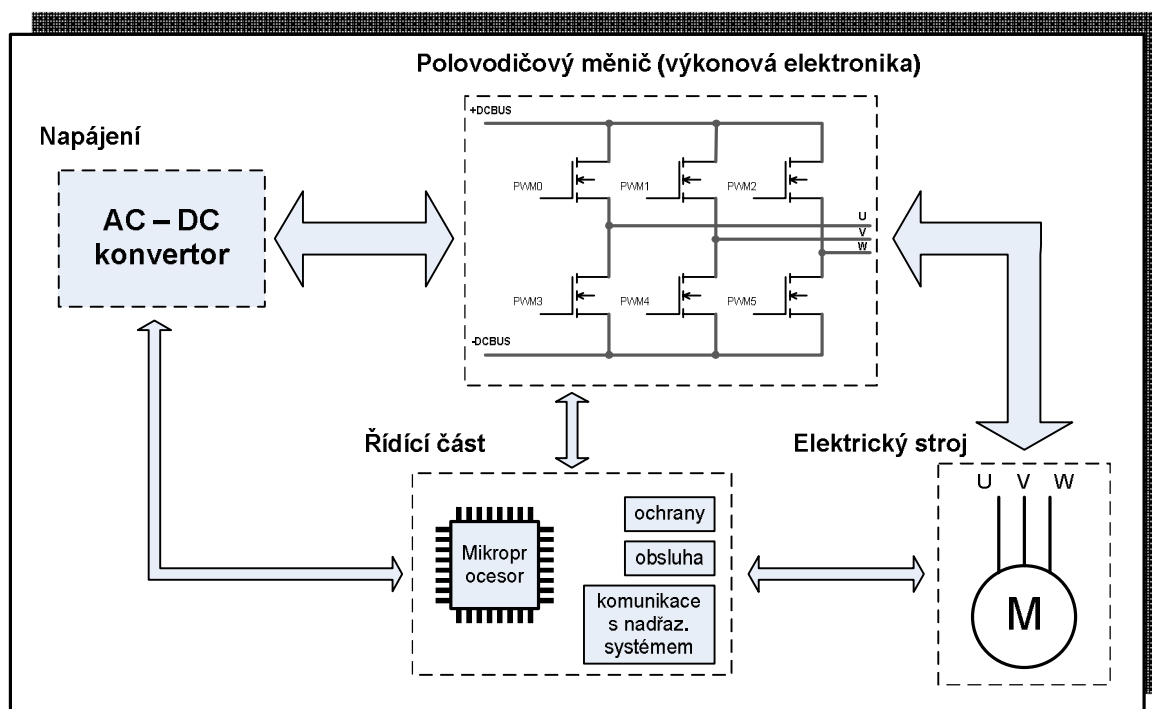 Polovodičový měnič (výkonová elektronika)
+DCBUS
Napájení
AC – DC
konvertor
PWM0
PWM1
PWM2
U
V
W
PWM3
PWM4
PWM5
-DCBUS
Řídící část
Elektrický stroj
U V W
ochrany
Mikropr
ocesor
obsluha
komunikace
s nadřaz.
systémem
M